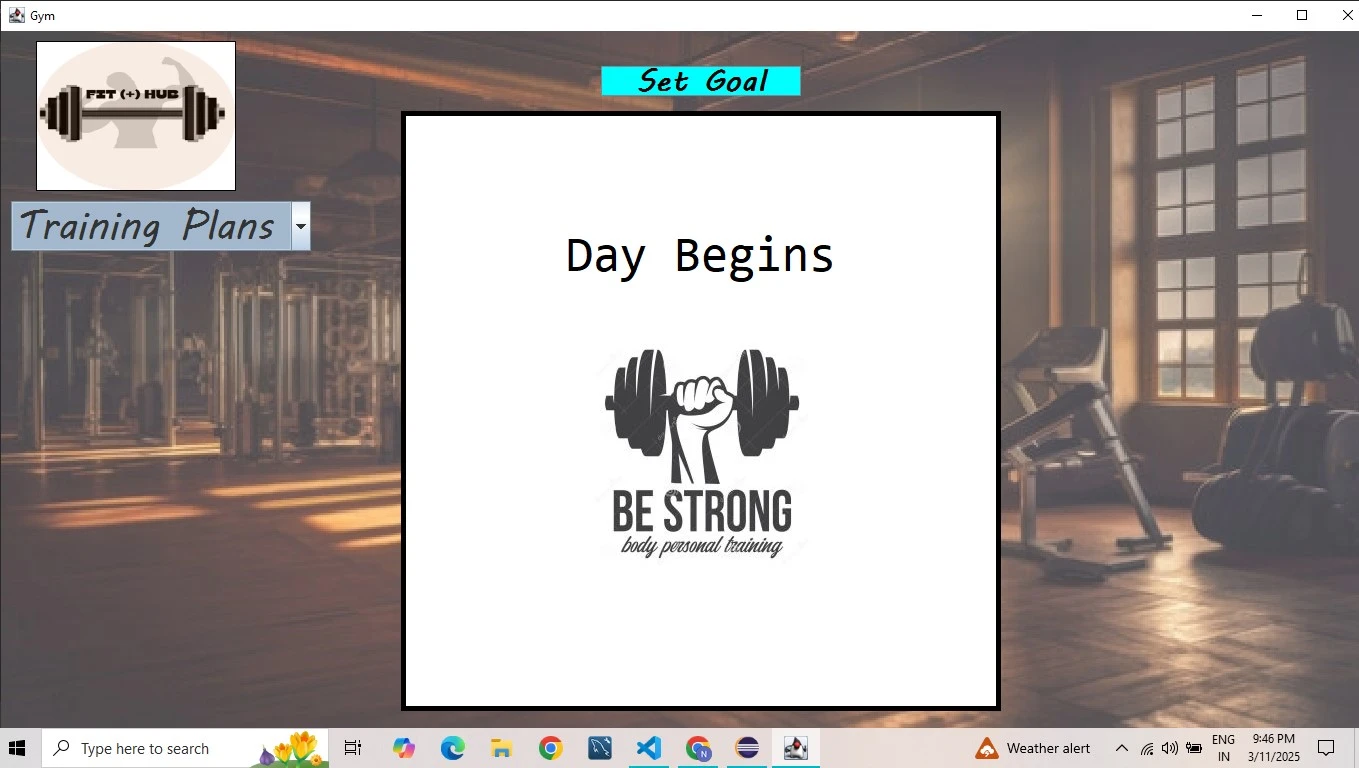 Gym
FIT (+) HUB
Set Goal
Training Plans
Day Begins
BE STRONG
body personal training
Type here to search
Weather alert
ENG
IN
9:46 PM
3/11/2025